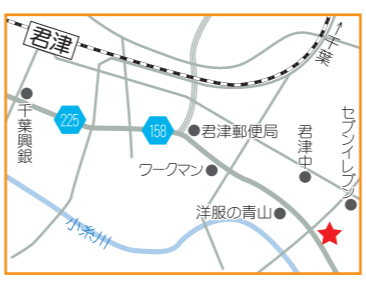 君津
←千葉
千葉興銀
225
158
君津郵便局
ワークマン
君津中
セブンイレブン
洋服の青山
小糸川